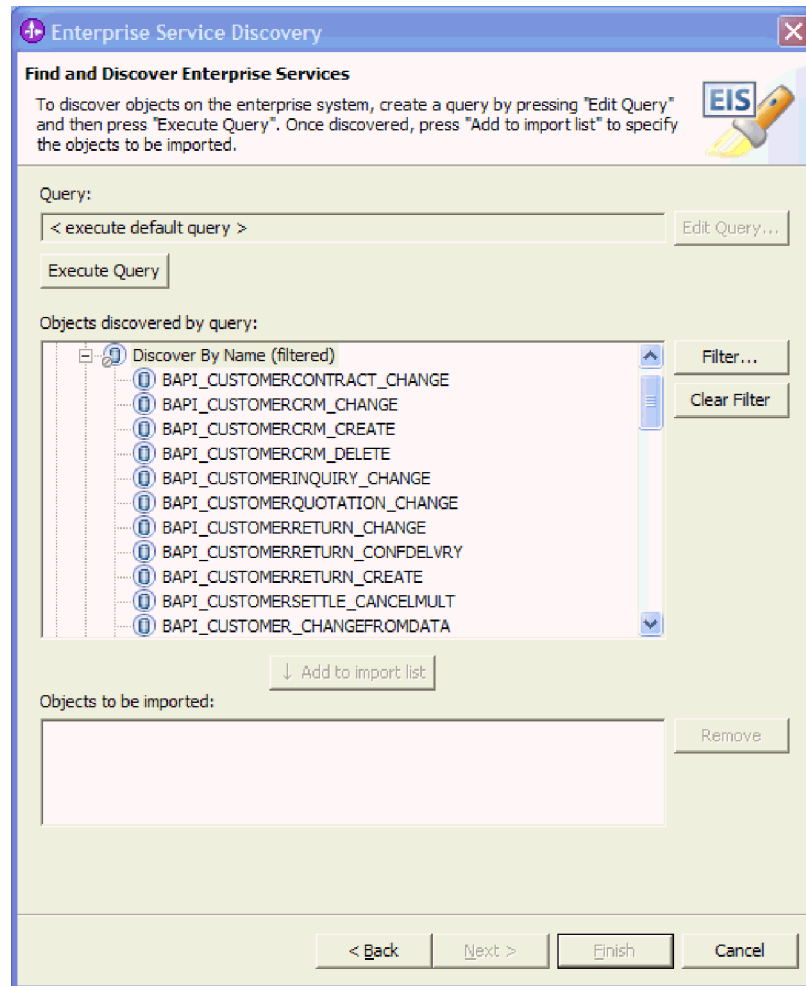 Enterprise Service Discovery
Find and Discover Enterprise Services
To discover objects on the enterprise system, create a query by pressing "Edit Query"
and then press "Execute Query". Once discovered, press "Add to import list" to specify
the objects to be imported.
EIS
Query:
< execute default query >
Edit Query...
Execute Query
Objects discovered by query:
Discover By Name (filtered)
BAPI_CUSTOMERCONTRACT_CHANGE
BAPI_CUSTOMERCRM_CHANGE
BAPI_CUSTOMERCRM_CREATE
BAPI_CUSTOMERCRM_DELETE
BAPI_CUSTOMERINQUIRY_CHANGE
BAPI_CUSTOMERQUOTATION_CHANGE
BAPI_CUSTOMERRETURN_CHANGE
BAPI_CUSTOMERRETURN_CONFDELVRY
BAPI_CUSTOMERRETURN_CREATE
BAPI_CUSTOMERSETTLE_CANCELMULT
BAPI_CUSTOMER_CHANGEFROMDATA
Filter...
Clear Filter
↓ Add to import list
Objects to be imported:
Remove
< Back
Next >
Finish
Cancel